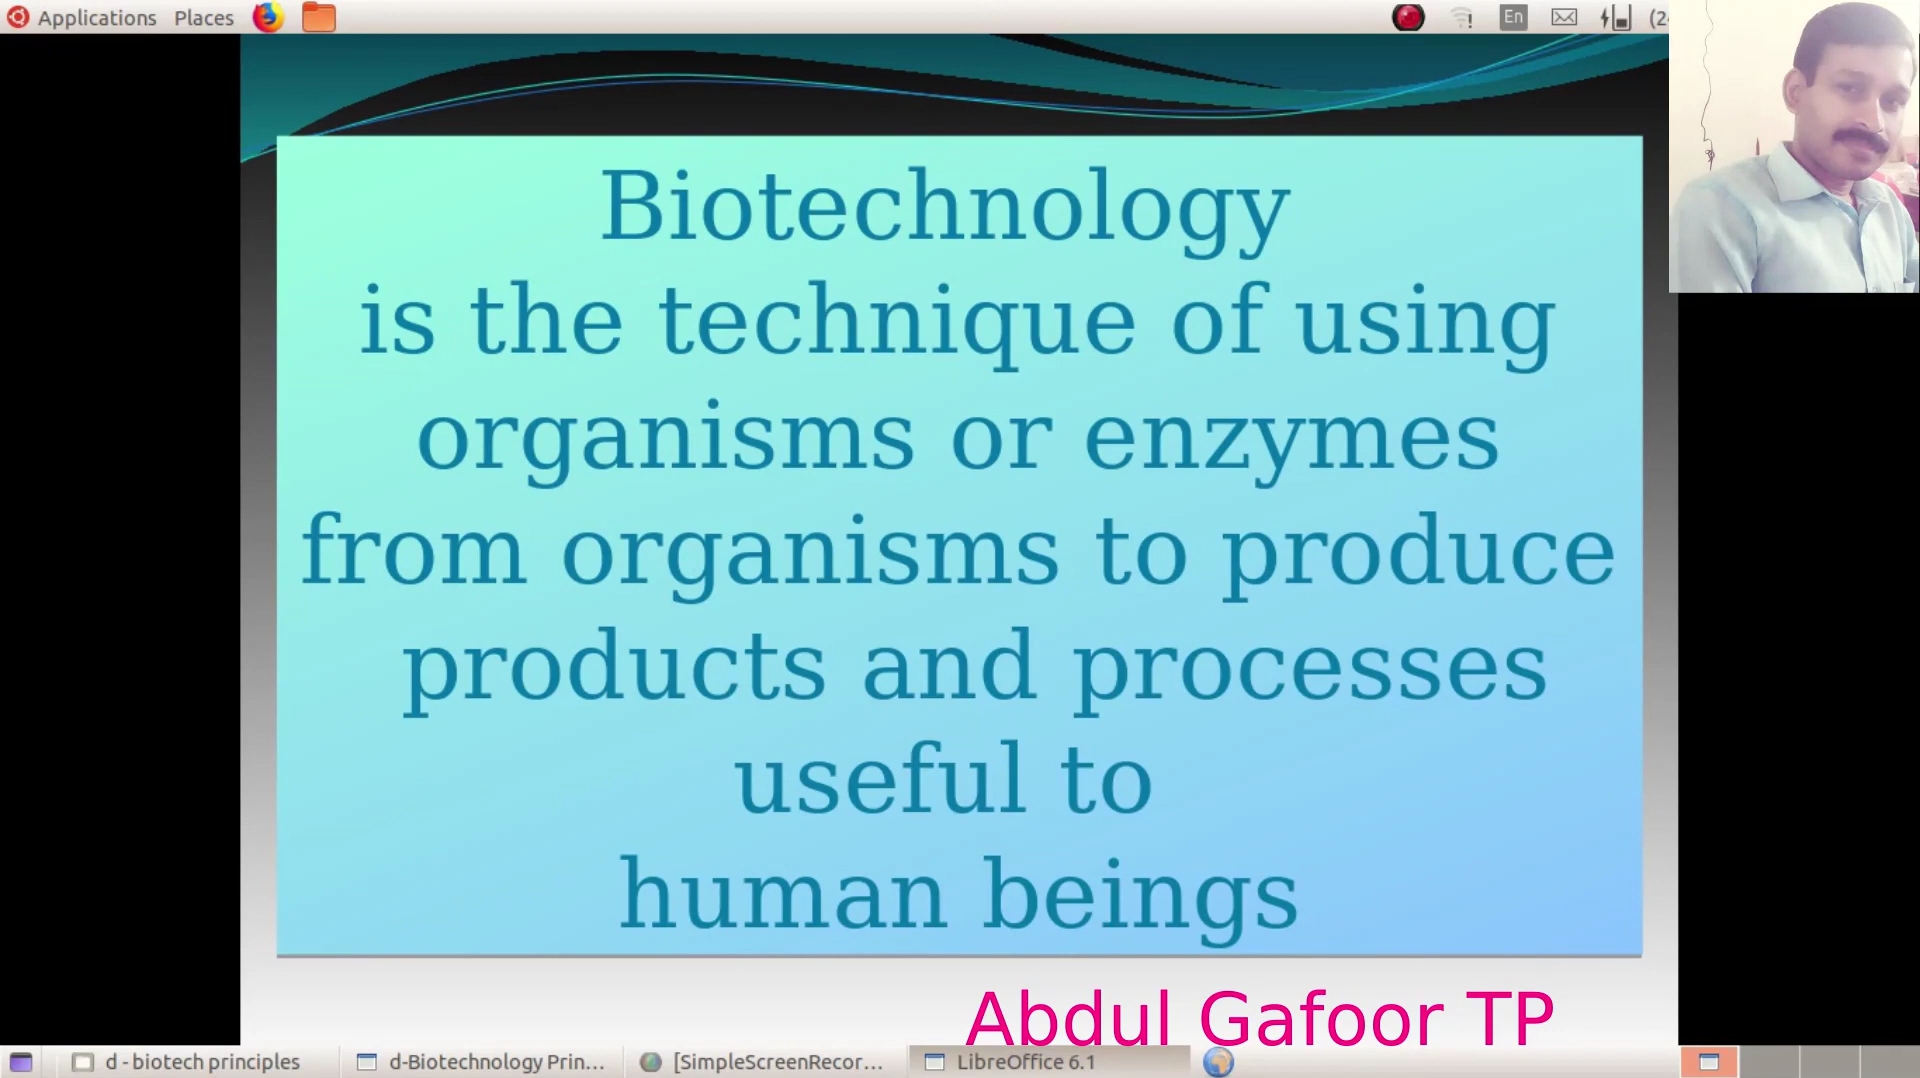 Applications Places
En
(2
Biotechnology
is the technique of using
organisms or enzymes
from organisms to produce
products and processes
useful to
human beings
Abdul Gafoor TP
d - biotech principles
d-Biotechnology Prin...
[SimpleScreenRecor...
LibreOffice 6.1